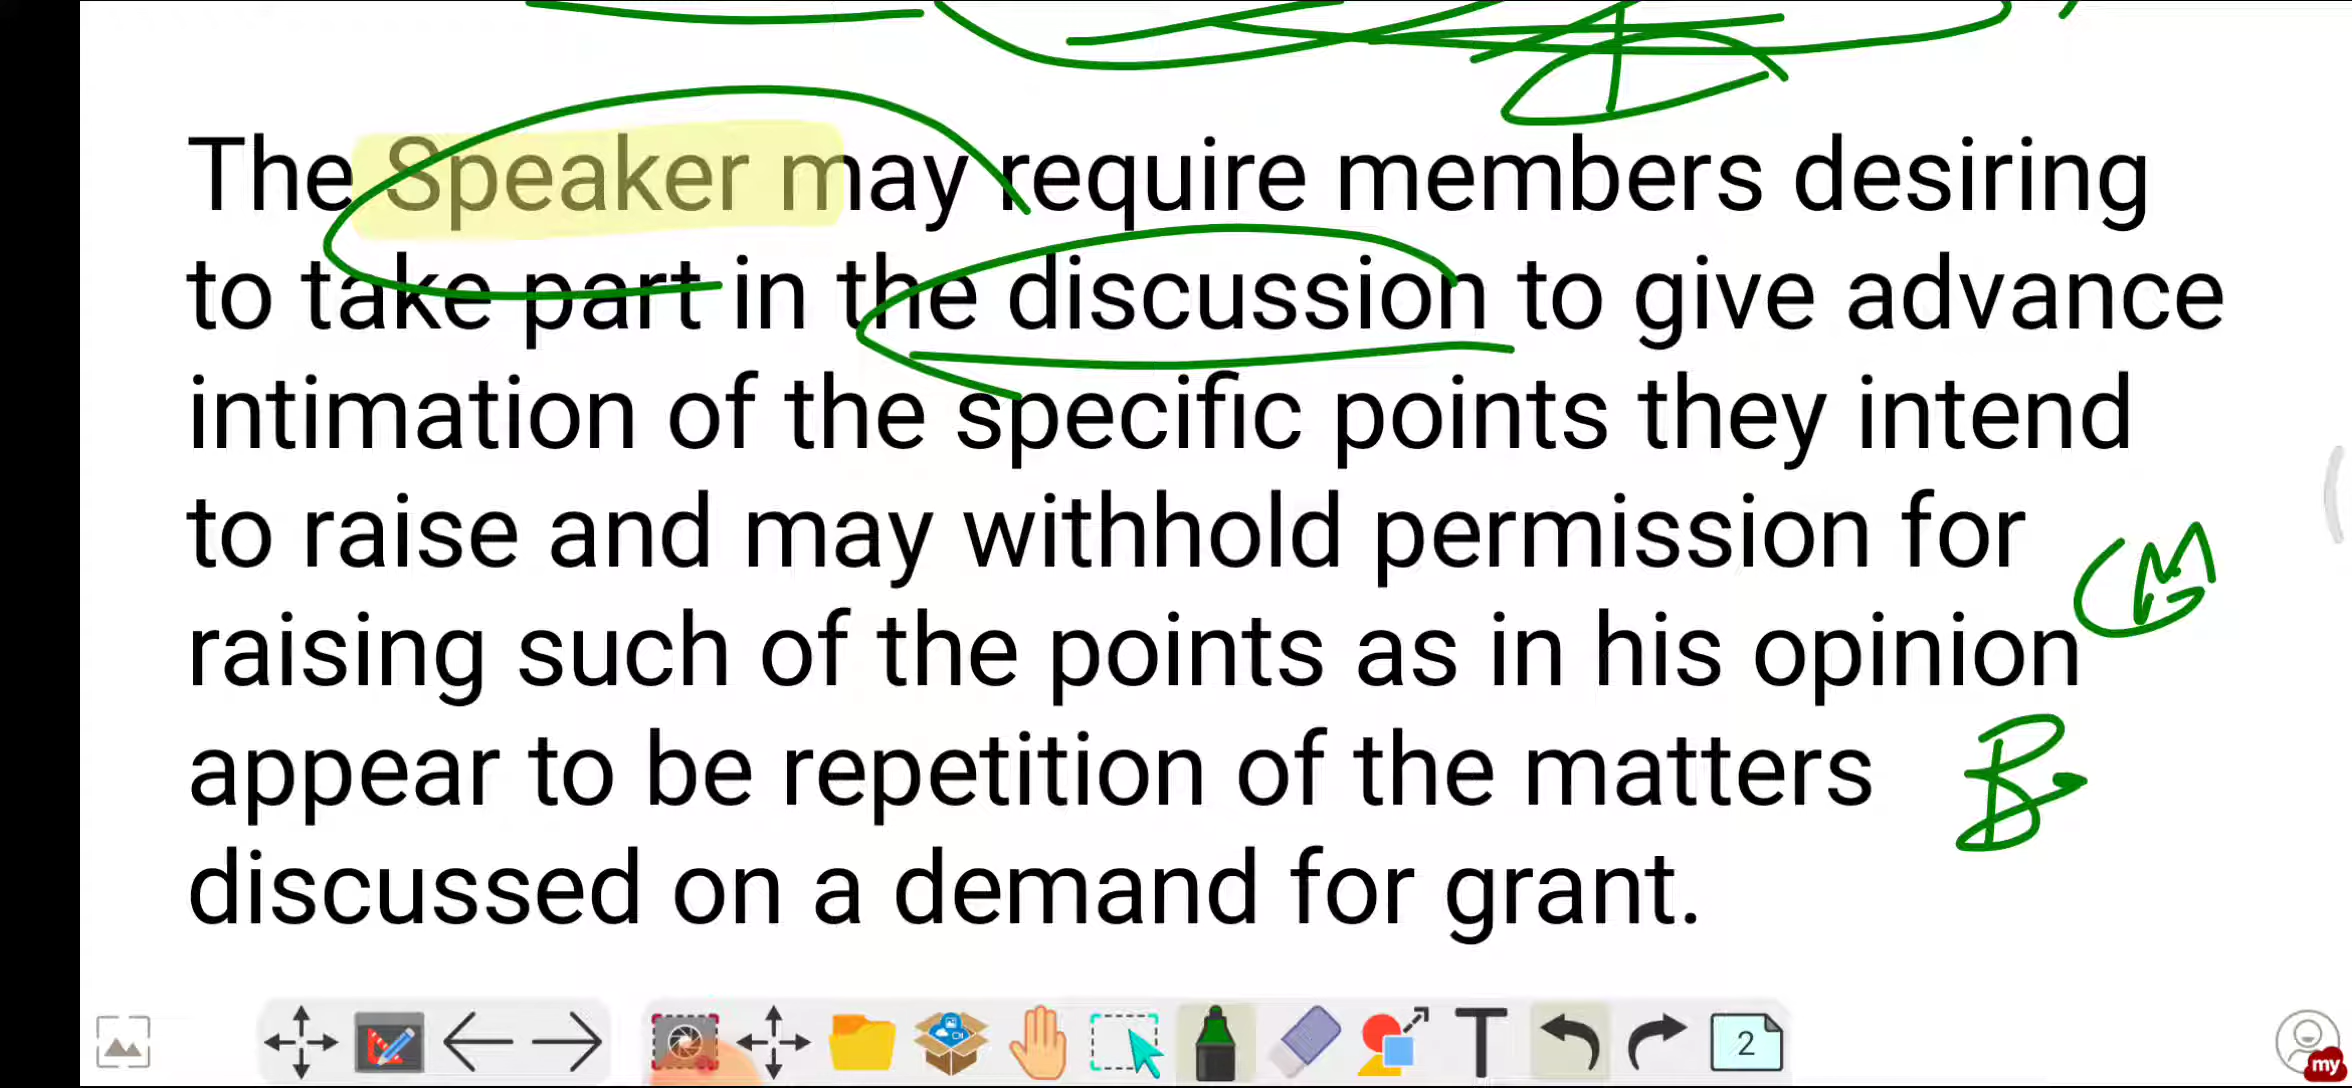 The Speaker may require members desiring
to take part in the discussion to give advance
intimation of the specific points they intend
to raise and may withhold permission for
raising such of the points as in his opinion
appear to be repetition of the matters
discussed on a demand for grant.
T
2
my